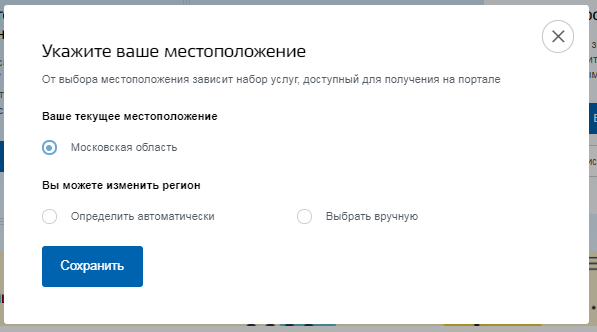 Укажите ваше местоположение
От выбора местоположения зависит набор услуг, доступный для получения на портале
Ваше текущее местоположение
Московская область
Вы можете изменить регион
Определить автоматически
Выбрать вручную
Сохранить